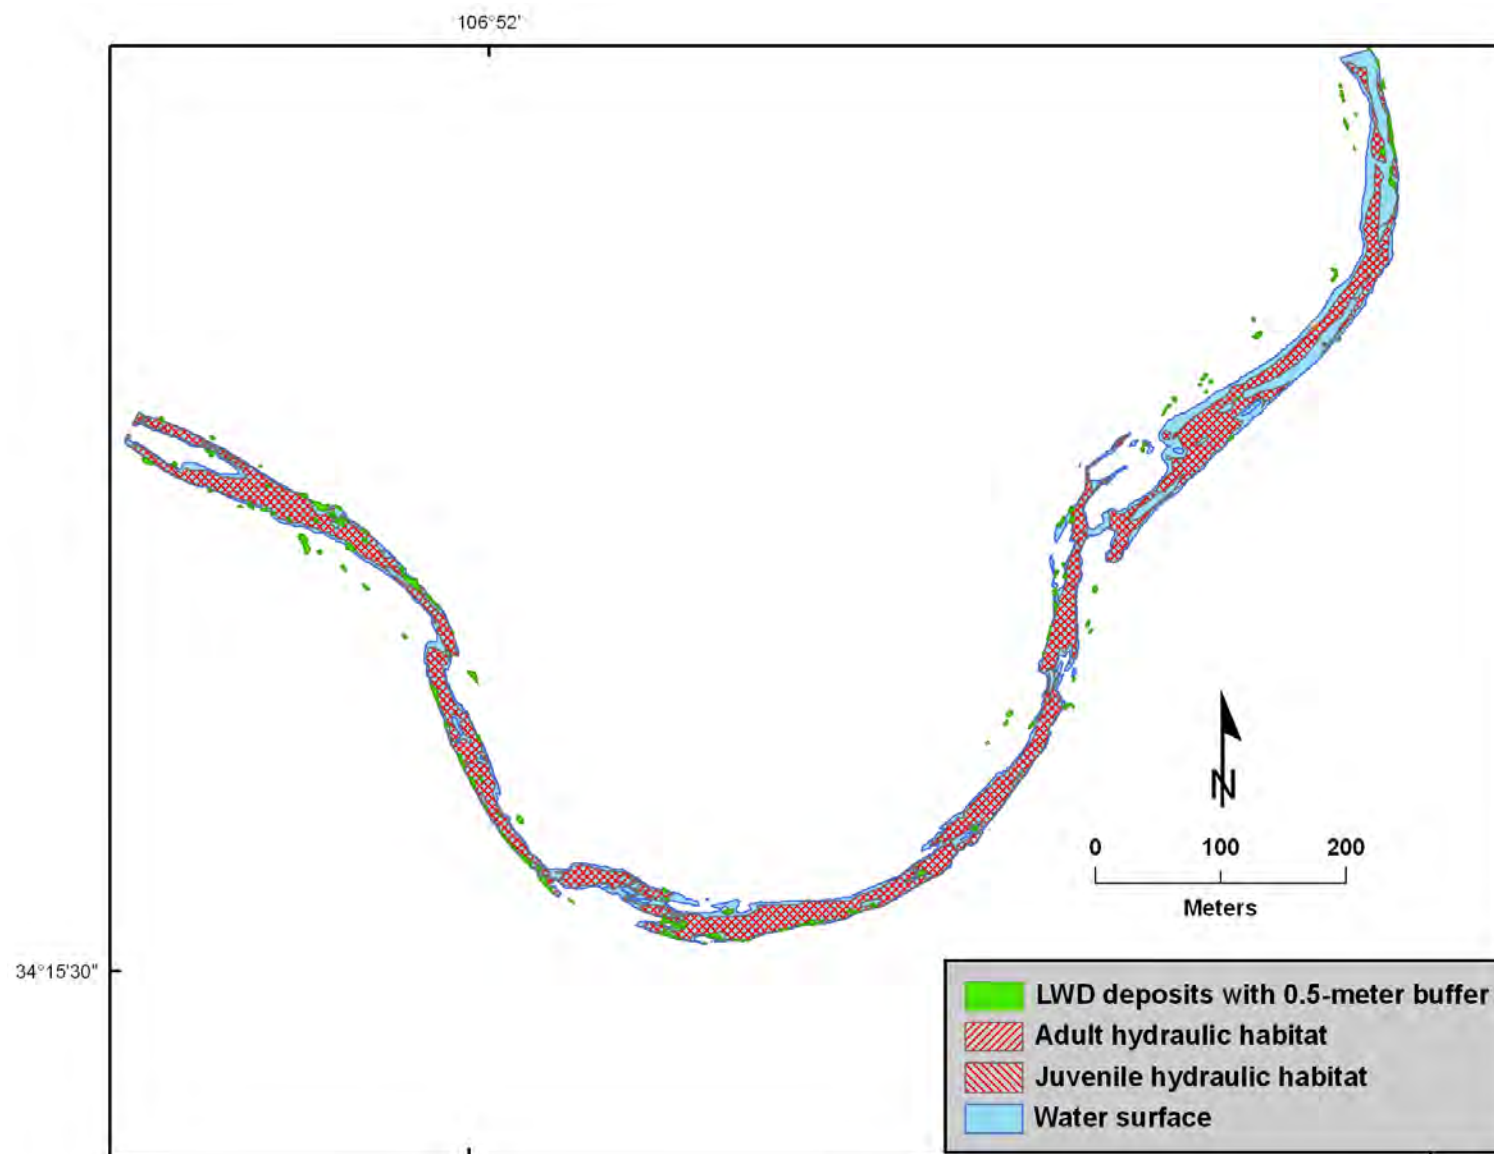 106°52'
N
0 100 200
Meters
34°15'30"
LWD deposits with 0.5-meter buffer
Adult hydraulic habitat
Juvenile hydraulic habitat
Water surface